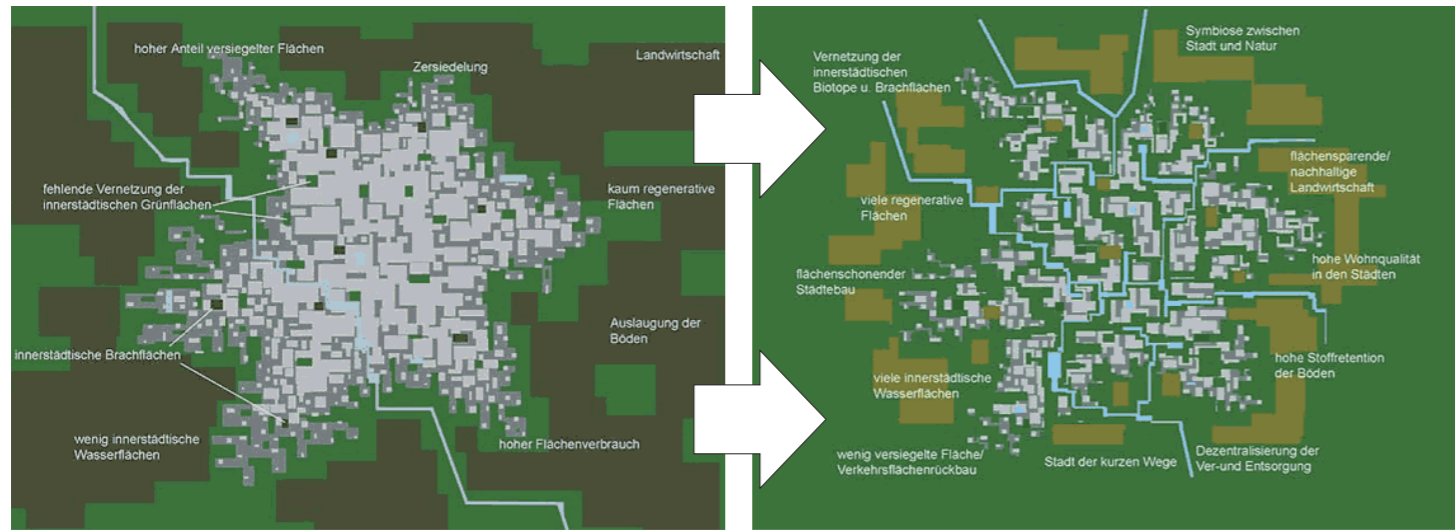 hoher Anteil versiegelter Flächen
Landwirtschaft
Zersiedelung
fehlende Vernetzung der
innerstädtischen Grünflächen
kaum regenerative
Flächen
Auslaugung der
Böden
innerstädtische Brachflächen
wenig innerstädtische
Wasserflächen
hoher Flächenverbrauch
Symbiose zwischen
Stadt und Natur
Vernetzung der
innerstädtischen
Biotope u. Brachflächen
flächensparende/
nachhaltige
Landwirtschaft
viele regenerative
Flächen
hohe Wohnqualität
in den Städten
flächenschonender
Städtebau
hohe Stoffretention
der Böden
viele innerstädtische
Wasserflächen
wenig versiegelte Fläche/
Verkehrsflächenrückbau
Stadt der kurzen Wege
Dezentralisierung der
Ver-und Entsorgung